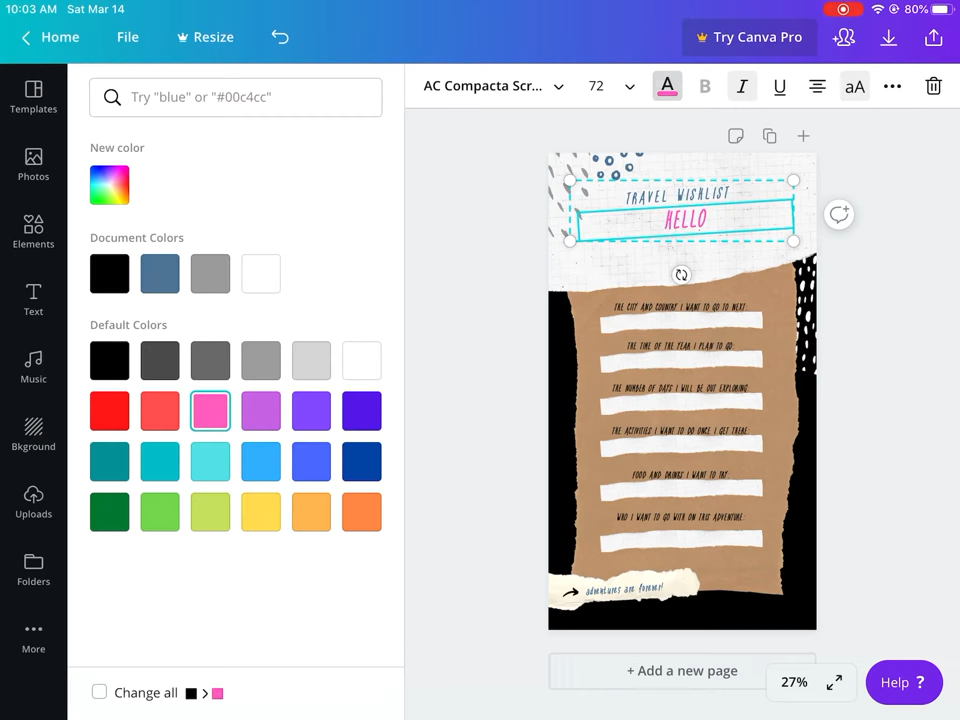 10:03 AM Sat Mar 14 80%
Home File Resize Try Canva Pro
Templates
Photos
Elements
Text
Music
Bkground
Uploads
Folders
More
Try "blue" or "#00c4cc"
New color
Document Colors
Default Colors
Change all
AC Compacta Scr... 72 A B I U aA
TRAVEL WISHLIST
HELLO
THE CITY AND COUNTRY I WANT TO GO TO NEXT:
THE TIME OF THE YEAR I PLAN TO GO:
THE NUMBER OF DAYS I WILL BE OUT EXPLORING:
THE ACTIVITIES I WANT TO DO ONCE I GET THERE:
FOOD AND DRINKS I WANT TO TRY:
WHO I WANT TO GO WITH ON THIS ADVENTURE:
adventures are forever!
+ Add a new page
27%
Help ?